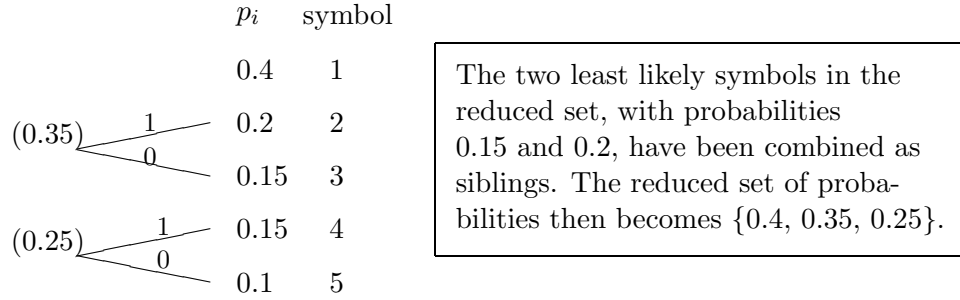 p_i symbol
0.4 1
(0.35) 1 0.2 2
0 0.15 3
(0.25) 1 0.15 4
0 0.1 5
The two least likely symbols in the
reduced set, with probabilities
0.15 and 0.2, have been combined as
siblings. The reduced set of proba-
bilities then becomes {0.4, 0.35, 0.25}.